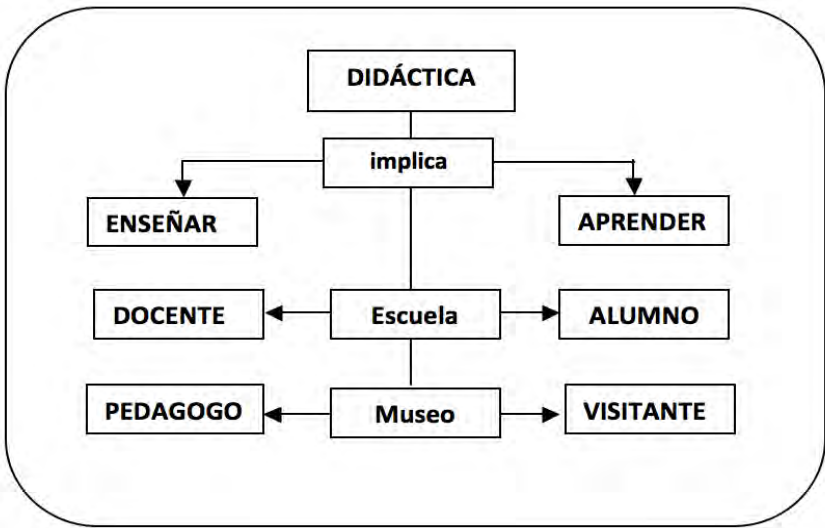 DIDÁCTICA
implica
ENSEÑAR
APRENDER
DOCENTE
Escuela
ALUMNO
PEDAGOGO
Museo
VISITANTE